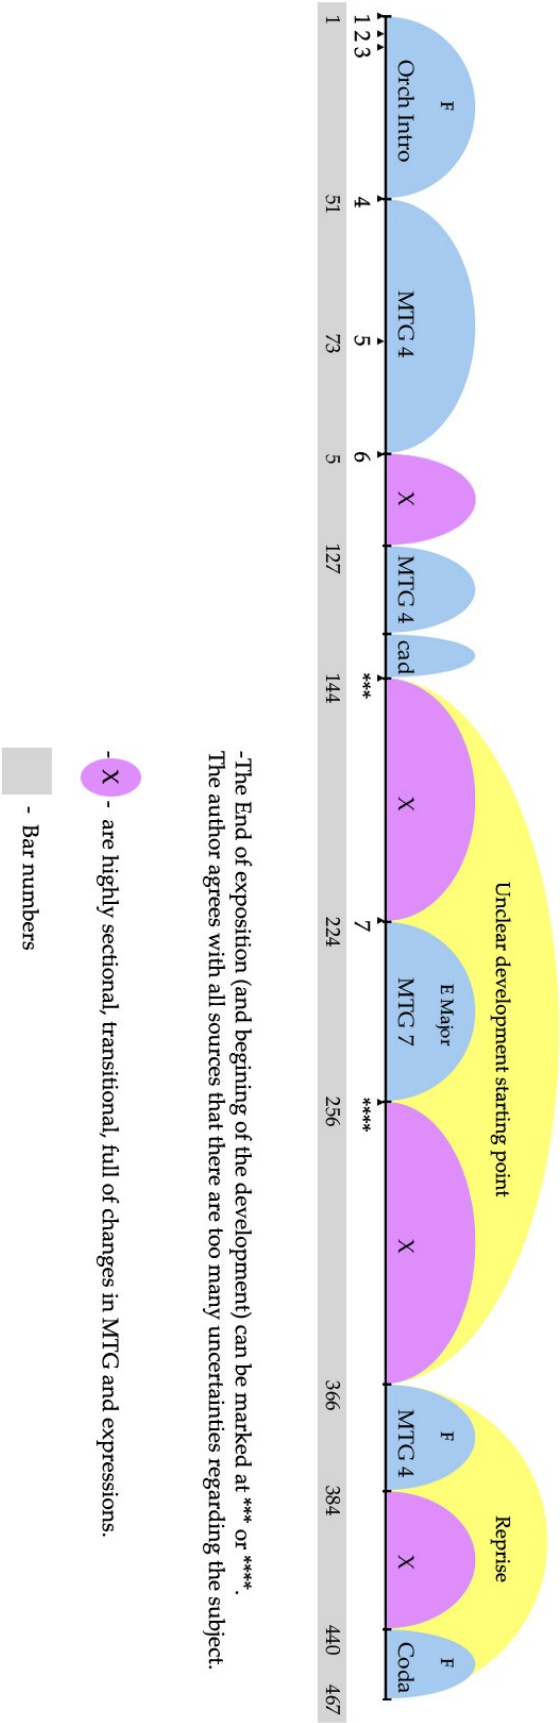 Unclear development starting point
Reprise
F
E Major
F
F
Orch Intro
MTG 4
X
MTG 4
cad
X
MTG 7
X
MTG 4
X
Coda
1 2 3
4
5
6
***
7
****
1
51
73
5
127
144
224
256
366
384
440
467
-The End of exposition (and begining of the development) can be marked at *** or ****.
The author agrees with all sources that there are too many uncertainties regarding the subject.
- X - are highly sectional, transitional, full of changes in MTG and expressions.
- Bar numbers